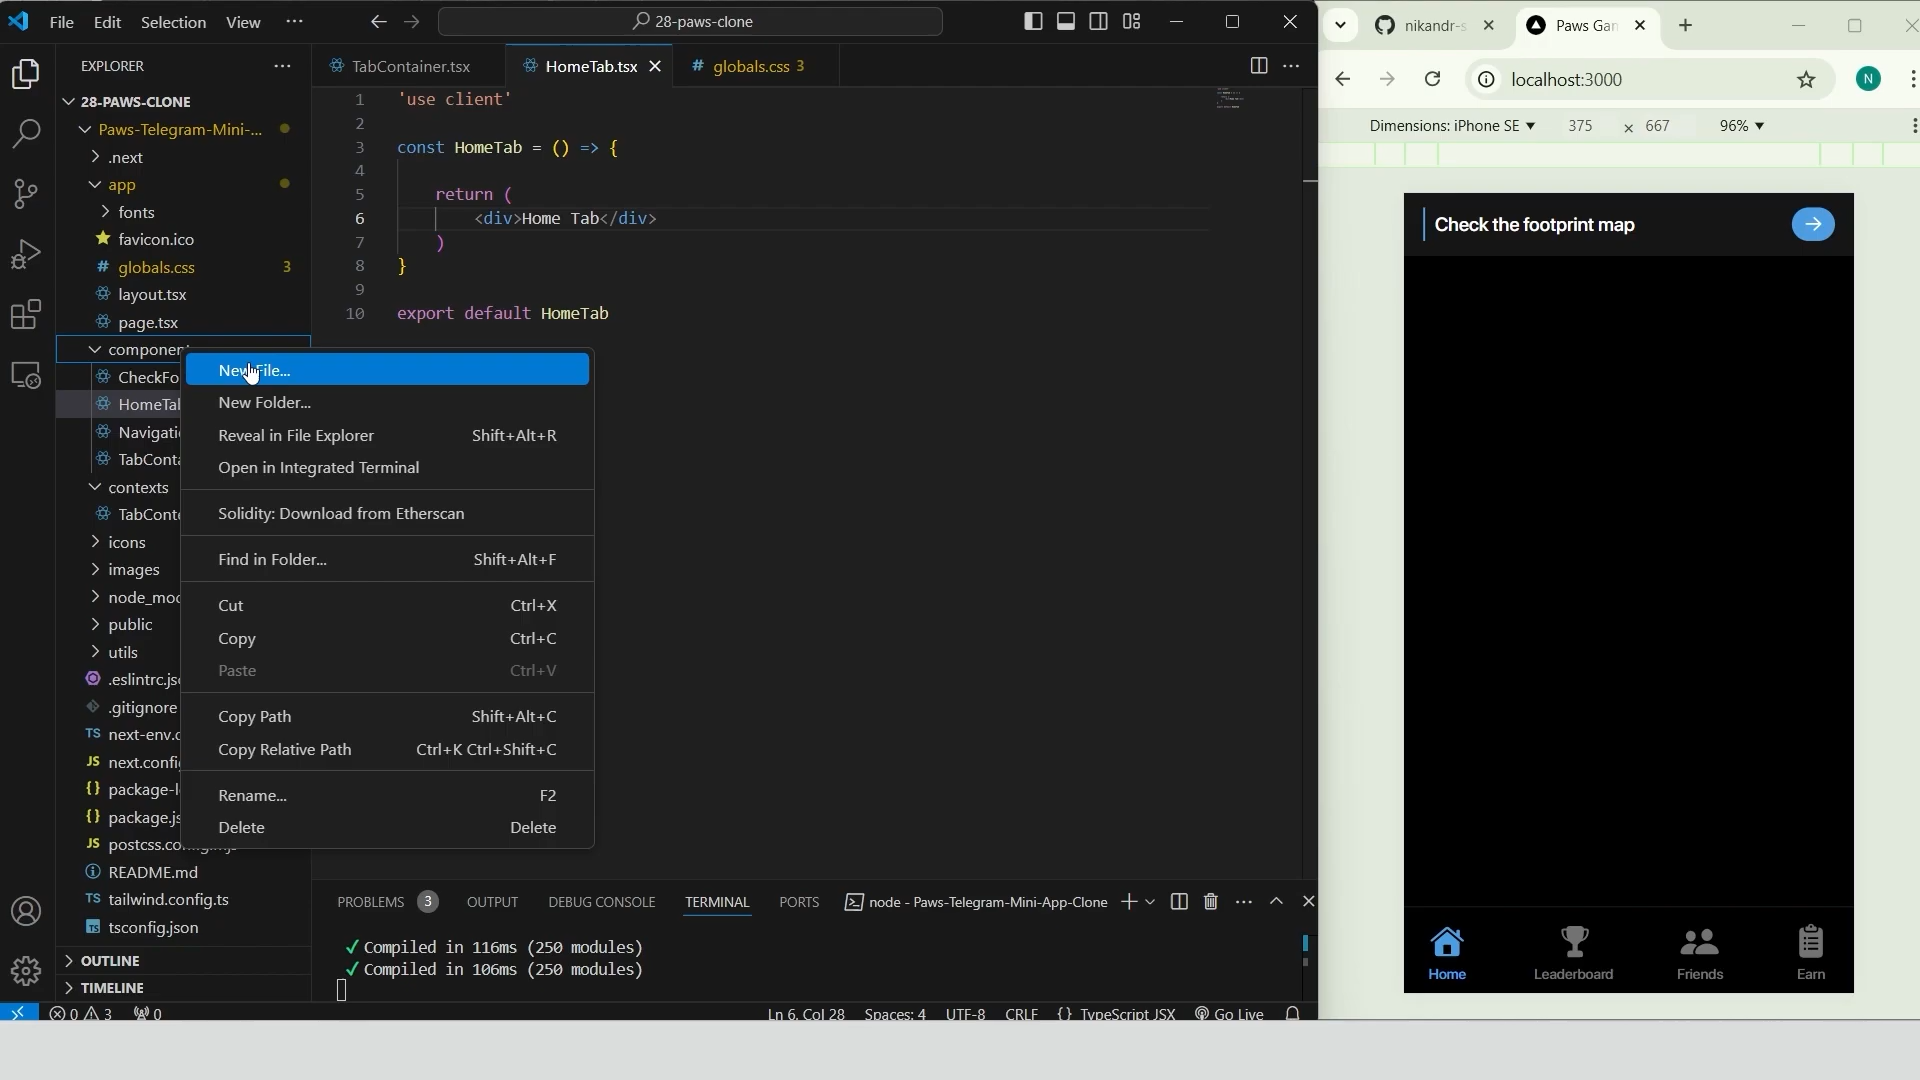 File Edit Selection View ··· 28-paws-clone
EXPLORER
28-PAWS-CLONE
Paws-Telegram-Mini-...
.next
app
fonts
favicon.ico
globals.css 3
layout.tsx
page.tsx
CheckFo
HomeTal
Navigati
TabConta
contexts
TabConte
icons
images
node_mod
public
utils
.eslintrc.jso
.gitignore
next-env.d
next.config
package-l
package.js
postcss.con
README.md
tailwind.config.ts
tsconfig.json
OUTLINE
TIMELINE
New File...
New Folder...
Reveal in File Explorer Shift+Alt+R
Open in Integrated Terminal
Solidity: Download from Etherscan
Find in Folder... Shift+Alt+F
Cut Ctrl+X
Copy Ctrl+C
Paste Ctrl+V
Copy Path Shift+Alt+C
Copy Relative Path Ctrl+K Ctrl+Shift+C
Rename... F2
Delete Delete
TabContainer.tsx HomeTab.tsx globals.css 3
1 'use client'
2
3 const HomeTab = () => {
4
5 return (
6 <div>Home Tab</div>
7 )
8 }
9
10 export default HomeTab
PROBLEMS 3 OUTPUT DEBUG CONSOLE TERMINAL PORTS node - Paws-Telegram-Mini-App-Clone
✓ Compiled in 116ms (250 modules)
✓ Compiled in 106ms (250 modules)
0 3 0 Ln 6, Col 28 Spaces: 4 UTF-8 CRLF {} TypeScript JSX Go Live
nikandr-s Paws Gan
localhost:3000 N
Dimensions: iPhone SE 375 × 667 96%
Check the footprint map
Home Leaderboard Friends Earn